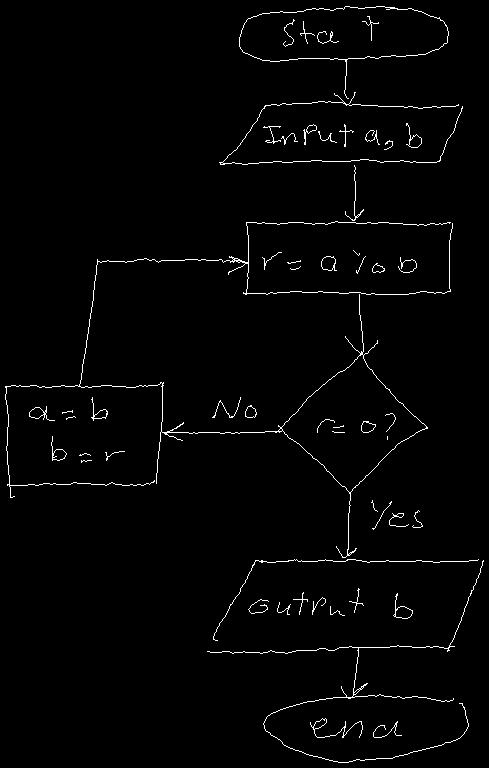 Start
Input a, b
r = a % b
r = 0?
No
a = b
b = r
Yes
output b
end